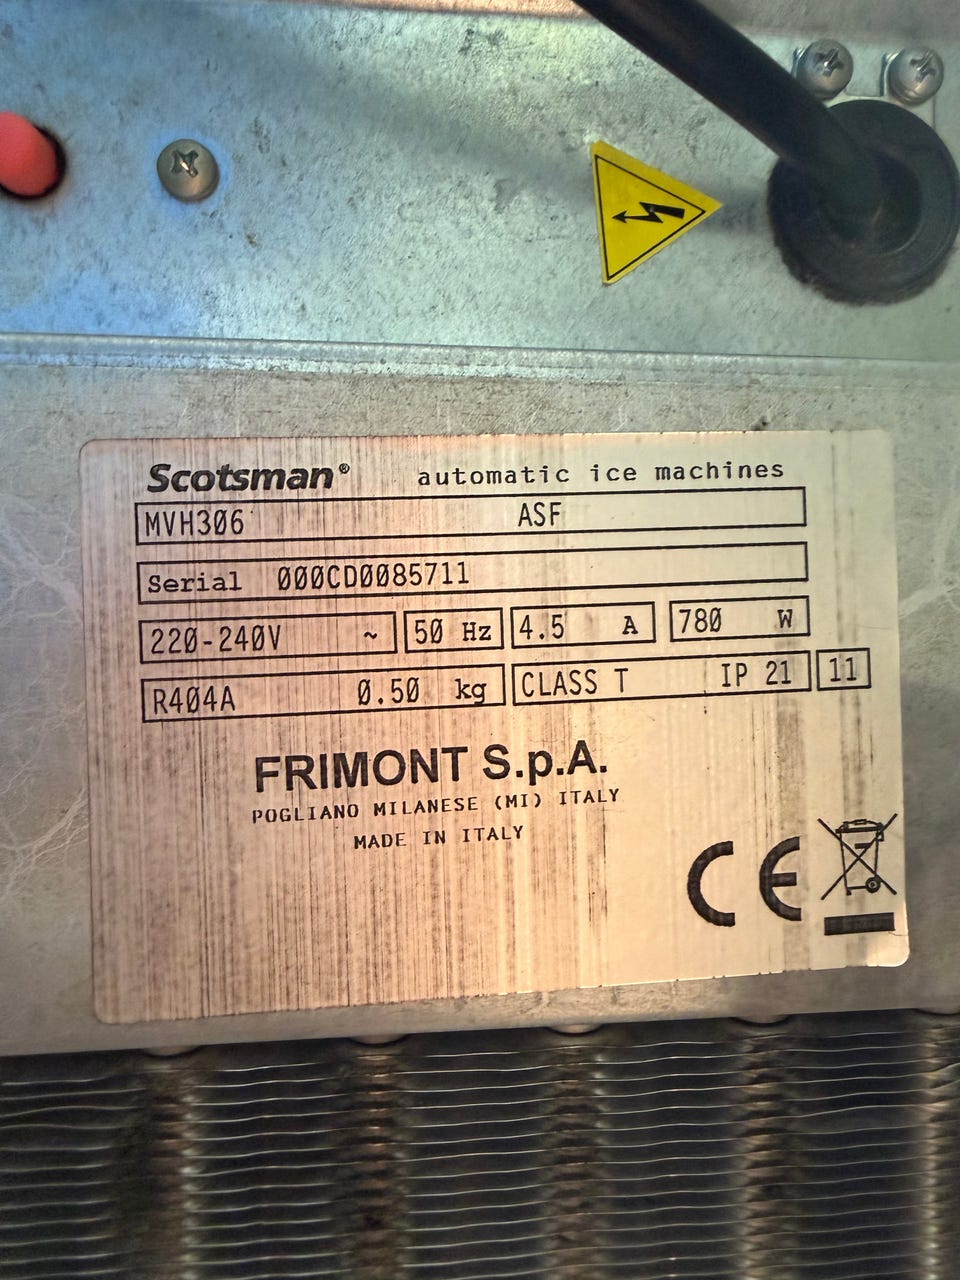 Scotsman® automatic ice machines
MVH306 ASF
Serial 000CD0085711
220-240V ~ 50 Hz 4.5 A 780 W
R404A 0.50 kg CLASS T IP 21 11
FRIMONT S.p.A.
POGLIANO MILANESE (MI) ITALY
MADE IN ITALY
CE